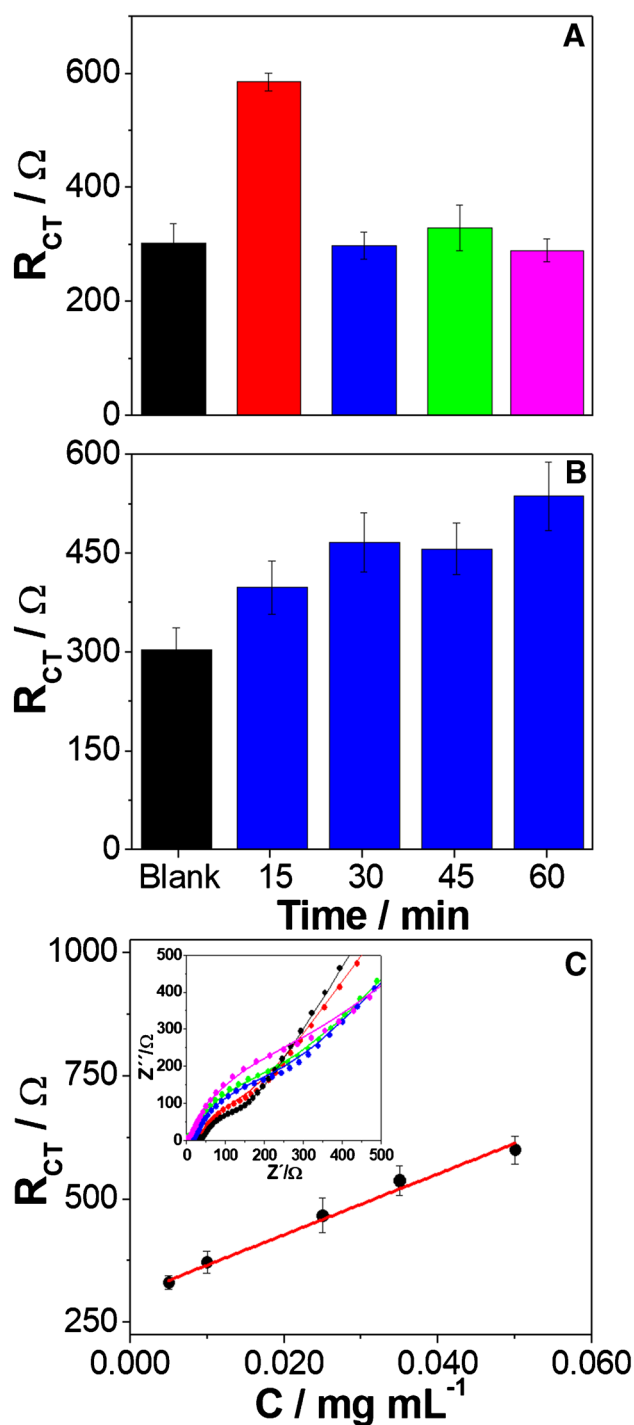 A
600
400
200
0
R_CT / Ω
B
600
450
300
150
0
R_CT / Ω
Blank 15 30 45 60
Time / min
C
1000
750
500
250
R_CT / Ω
500
400
300
200
100
0
Z´´/Ω
0 100 200 300 400 500
Z´/Ω
0.000 0.020 0.040 0.060
C / mg mL⁻¹